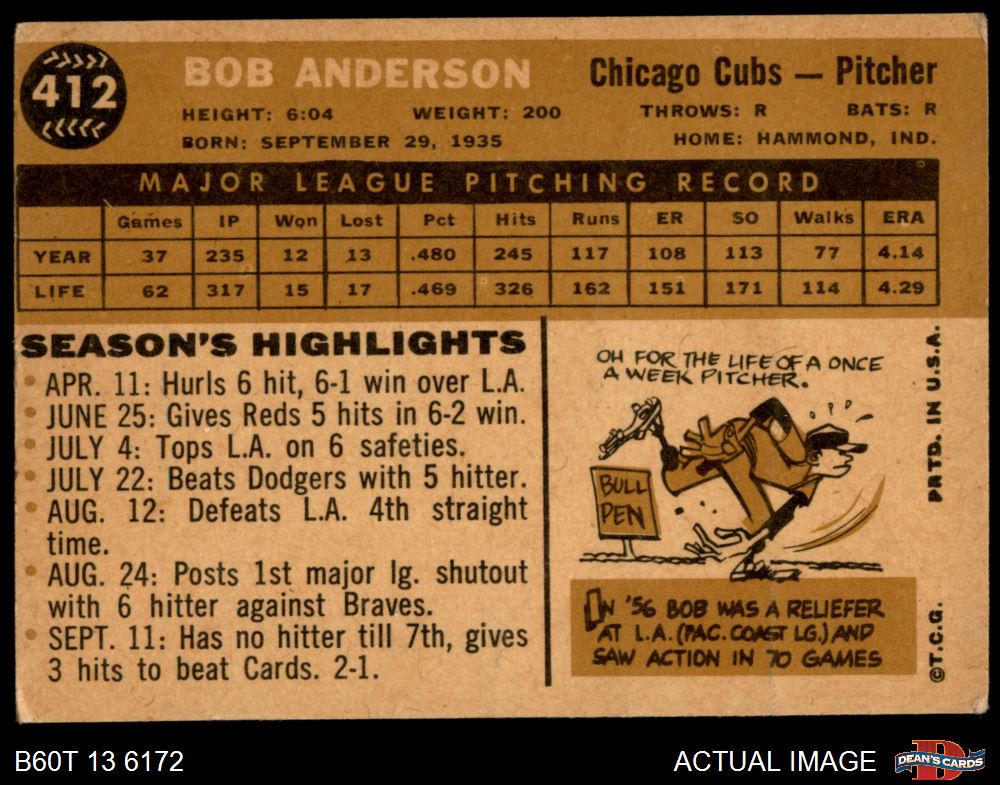 412
BOB ANDERSON
Chicago Cubs — Pitcher
HEIGHT: 6:04 WEIGHT: 200 THROWS: R BATS: R
BORN: SEPTEMBER 29, 1935 HOME: HAMMOND, IND.
MAJOR LEAGUE PITCHING RECORD
Games IP Won Lost Pct Hits Runs ER SO Walks ERA
YEAR 37 235 12 13 .480 245 117 108 113 77 4.14
LIFE 62 317 15 17 .469 326 162 151 171 114 4.29
SEASON'S HIGHLIGHTS
• APR. 11: Hurls 6 hit, 6-1 win over L.A.
• JUNE 25: Gives Reds 5 hits in 6-2 win.
• JULY 4: Tops L.A. on 6 safeties.
• JULY 22: Beats Dodgers with 5 hitter.
• AUG. 12: Defeats L.A. 4th straight
time.
• AUG. 24: Posts 1st major lg. shutout
with 6 hitter against Braves.
• SEPT. 11: Has no hitter till 7th, gives
3 hits to beat Cards. 2-1.
OH FOR THE LIFE OF A ONCE
A WEEK PITCHER.
BULL
PEN
IN '56 BOB WAS A RELIEFER
AT L.A. (PAC. COAST LG.) AND
SAW ACTION IN 70 GAMES
PRTD. IN U.S.A.
©T.C.G.
B60T 13 6172
ACTUAL IMAGE
DEAN'S CARDS